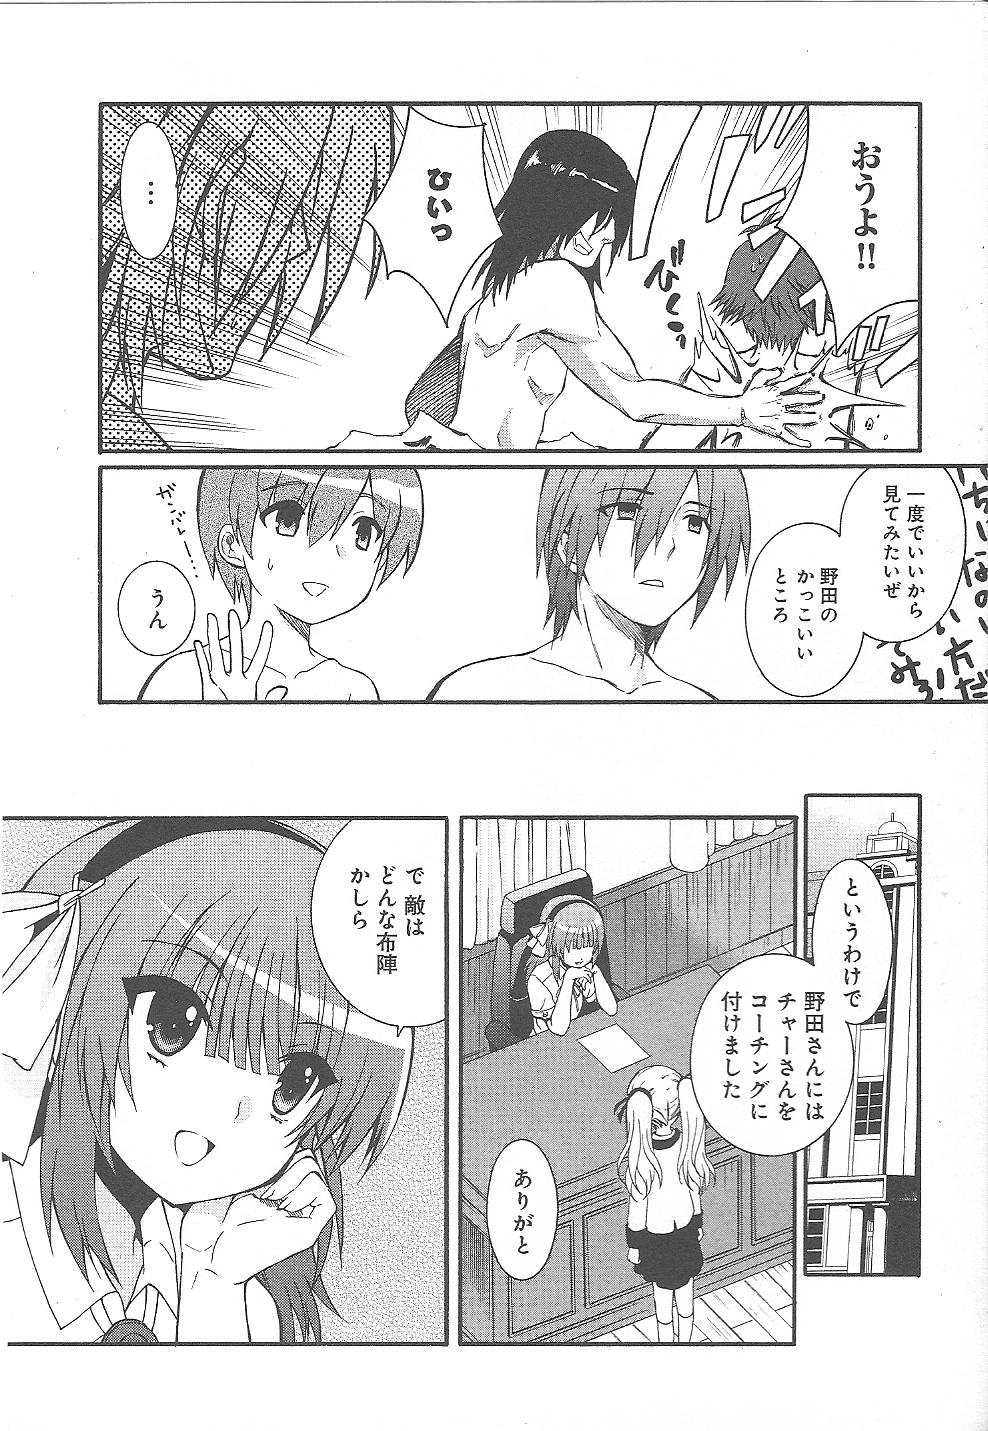 おうよ!!
びくっ
ひいっ
…
一度でいいから
見てみたいぜ
野田の
かっこいい
ところ
ガンバレー
うん
というわけで
野田さんには
チャーさんを
コーチングに
付けました
ありがと
で 敵は
どんな布陣
かしら